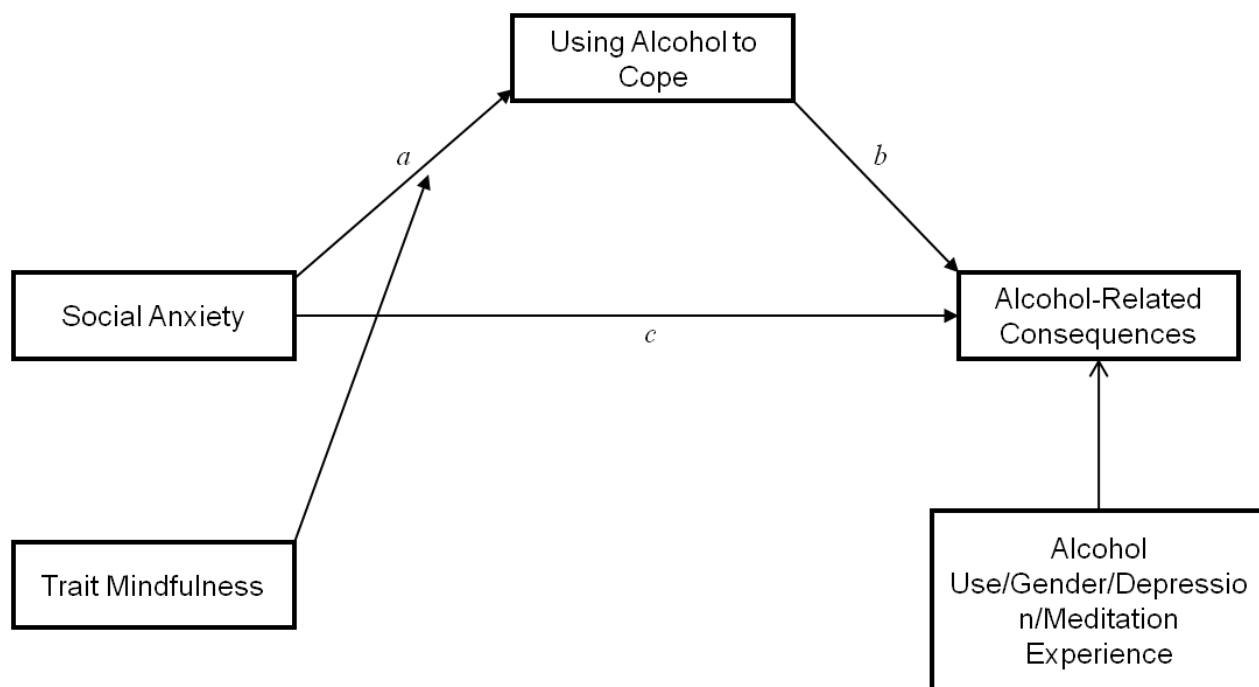 Using Alcohol to
Cope
a
b
Social Anxiety
Alcohol-Related
Consequences
c
Trait Mindfulness
Alcohol
Use/Gender/Depressio
n/Meditation
Experience